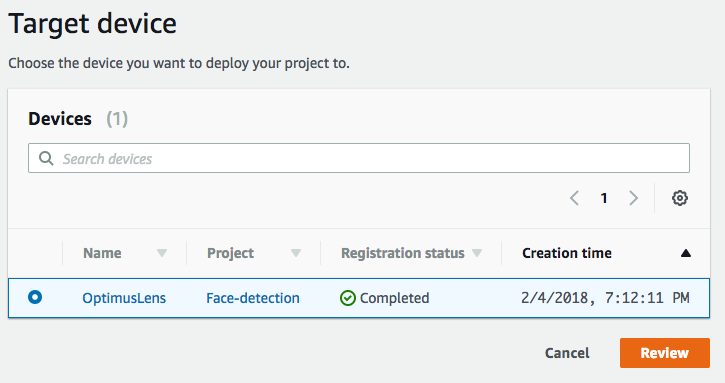 Target device
Choose the device you want to deploy your project to.
Devices (1)
Search devices
1
Name Project Registration status Creation time
OptimusLens Face-detection Completed 2/4/2018, 7:12:11 PM
Cancel Review